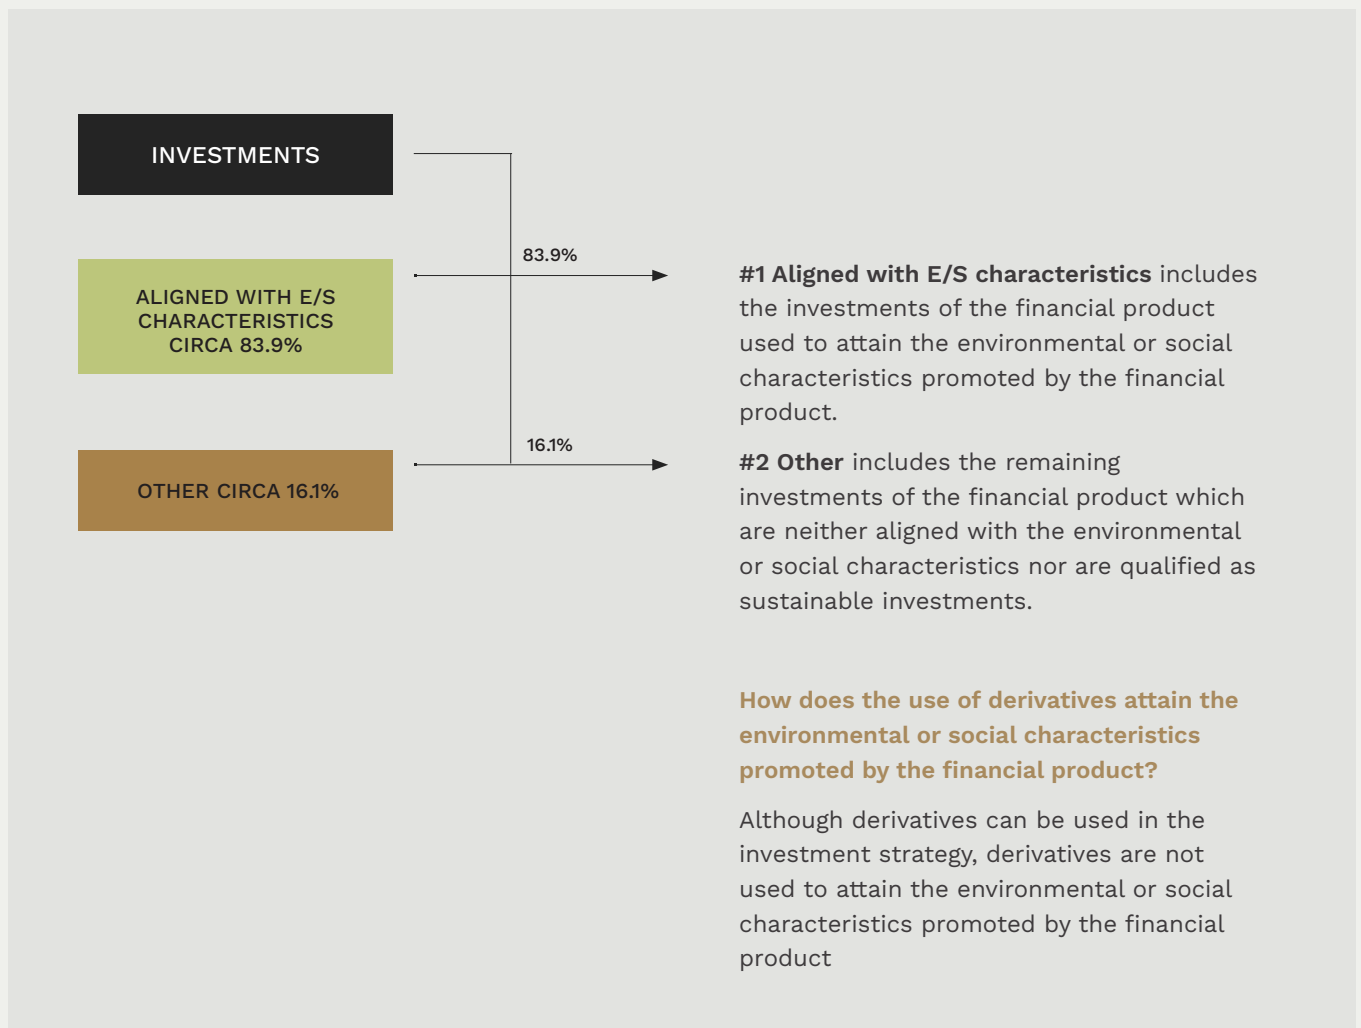 INVESTMENTS
83.9%
ALIGNED WITH E/S
CHARACTERISTICS
CIRCA 83.9%
16.1%
OTHER CIRCA 16.1%
#1 Aligned with E/S characteristics includes
the investments of the financial product
used to attain the environmental or social
characteristics promoted by the financial
product.
#2 Other includes the remaining
investments of the financial product which
are neither aligned with the environmental
or social characteristics nor are qualified as
sustainable investments.
How does the use of derivatives attain the
environmental or social characteristics
promoted by the financial product?
Although derivatives can be used in the
investment strategy, derivatives are not
used to attain the environmental or social
characteristics promoted by the financial
product